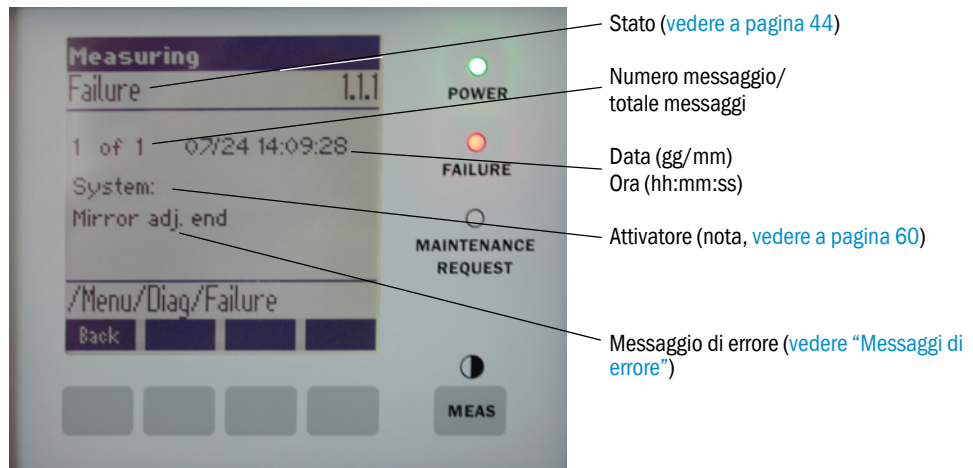 Measuring
Failure 1.1.1
1 of 1 07/24 14:09:28
System:
Mirror adj. end
/Menu/Diag/Failure
Back
POWER
FAILURE
MAINTENANCE
REQUEST
MEAS
Stato (vedere a pagina 44)
Numero messaggio/
totale messaggi
Data (gg/mm)
Ora (hh:mm:ss)
Attivatore (nota, vedere a pagina 60)
Messaggio di errore (vedere “Messaggi di
errore”)